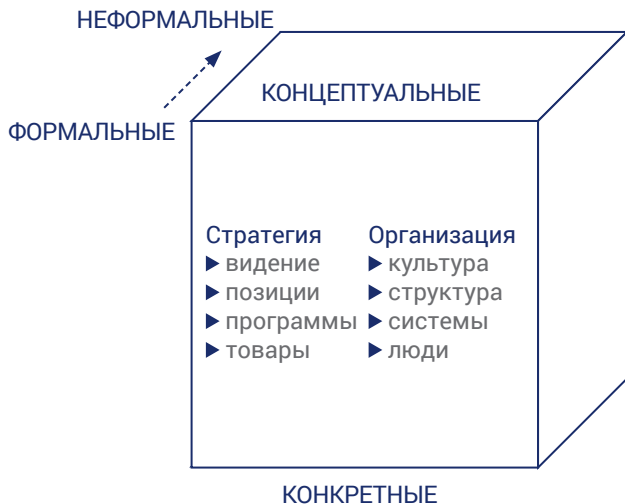 НЕФОРМАЛЬНЫЕ
КОНЦЕПТУАЛЬНЫЕ
ФОРМАЛЬНЫЕ
Стратегия
▶ видение
▶ позиции
▶ программы
▶ товары
Организация
▶ культура
▶ структура
▶ системы
▶ люди
КОНКРЕТНЫЕ